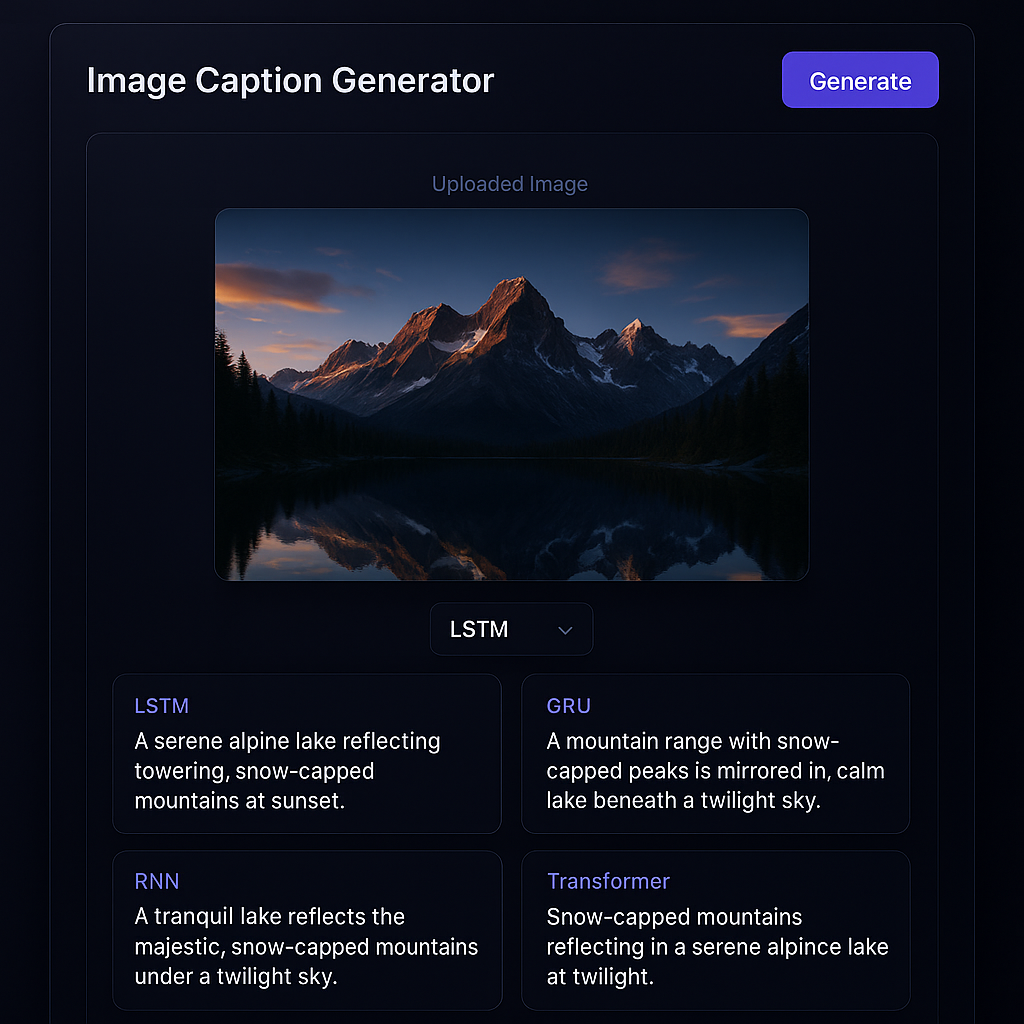 Image Caption Generator
Generate
Uploaded Image
LSTM
LSTM
A serene alpine lake reflecting
towering, snow-capped
mountains at sunset.
GRU
A mountain range with snow-
capped peaks is mirrored in, calm
lake beneath a twilight sky.
RNN
A tranquil lake reflects the
majestic, snow-capped mountains
under a twilight sky.
Transformer
Snow-capped mountains
reflecting in a serene alpince lake
at twilight.